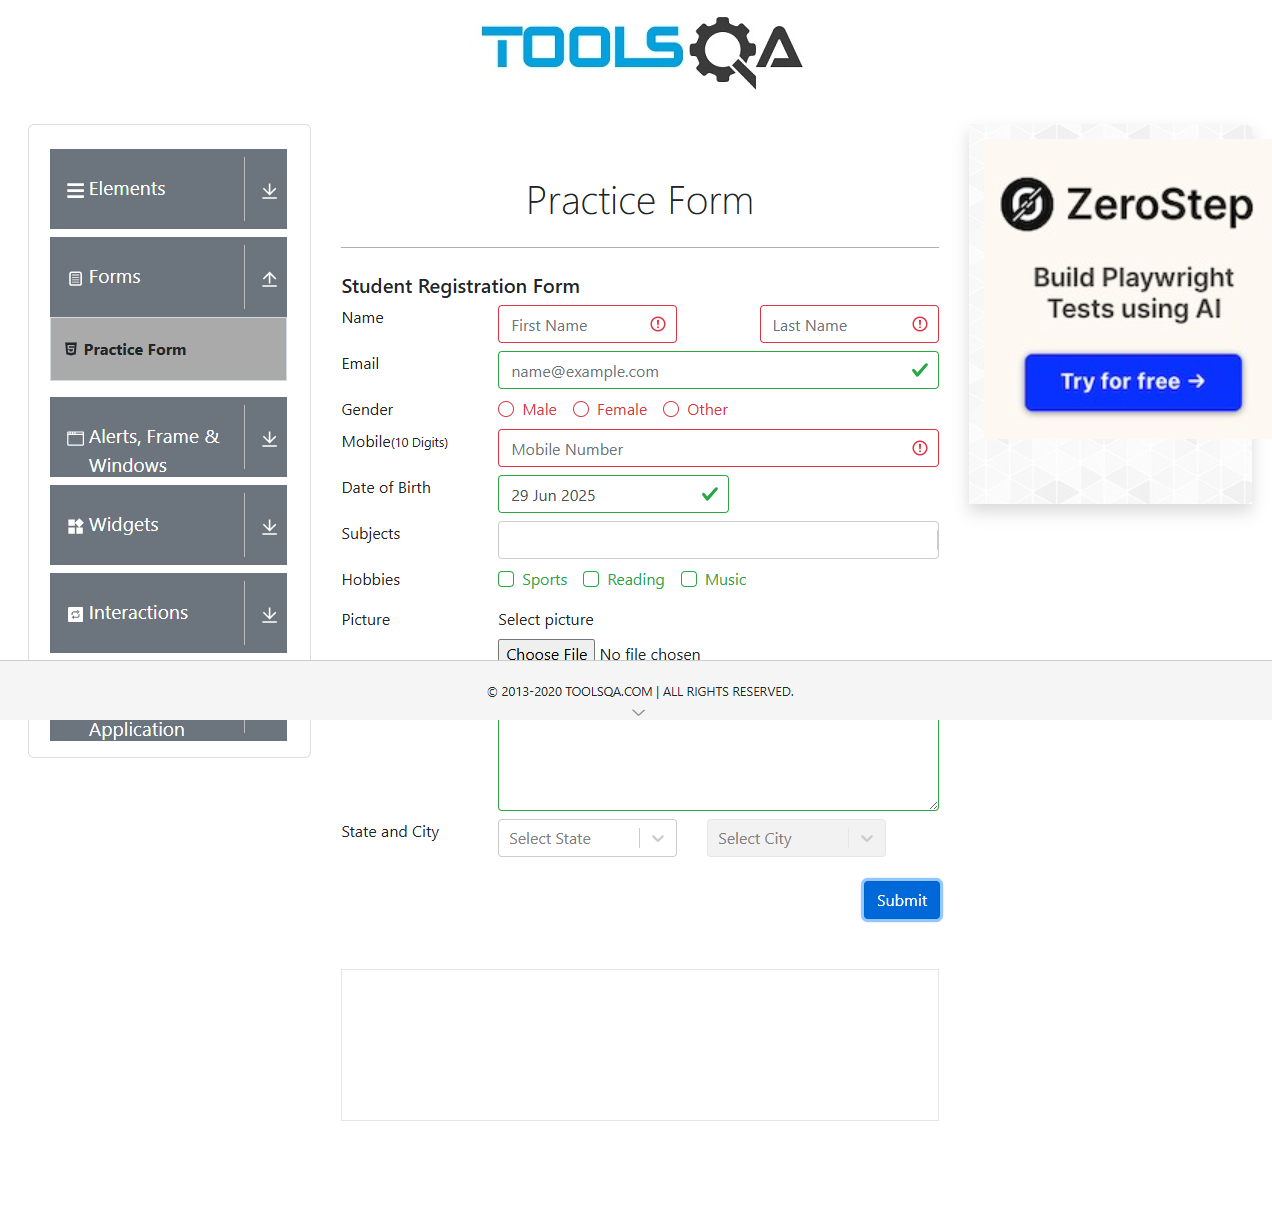 TOOLSQA
Elements
Forms
Practice Form
Alerts, Frame &
Windows
Widgets
Interactions
Application
Practice Form
Student Registration Form
Name
First Name
Last Name
Email
name@example.com
Gender
Male
Female
Other
Mobile(10 Digits)
Mobile Number
Date of Birth
29 Jun 2025
Subjects
Hobbies
Sports
Reading
Music
Picture
Select picture
Choose File No file chosen
© 2013-2020 TOOLSQA.COM | ALL RIGHTS RESERVED.
State and City
Select State
Select City
Submit
ZeroStep
Build Playwright
Tests using AI
Try for free →